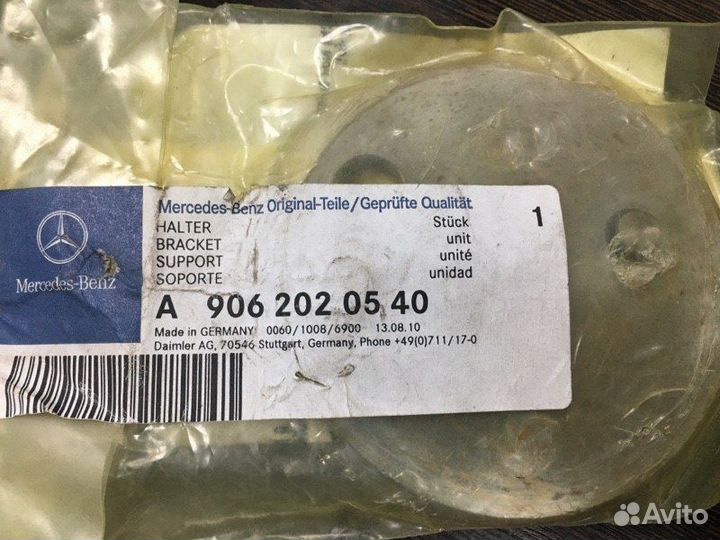 Mercedes-Benz Original-Teile/Geprüfte Qualität
HALTER Stück 1
BRACKET unit
SUPPORT unité
SOPORTE unidad
Mercedes-Benz
A 906 202 05 40
Made in GERMANY 0060/1008/6900 13.08.10
Daimler AG, 70546 Stuttgart, Germany, Phone +49(0)711/17-0
Avito